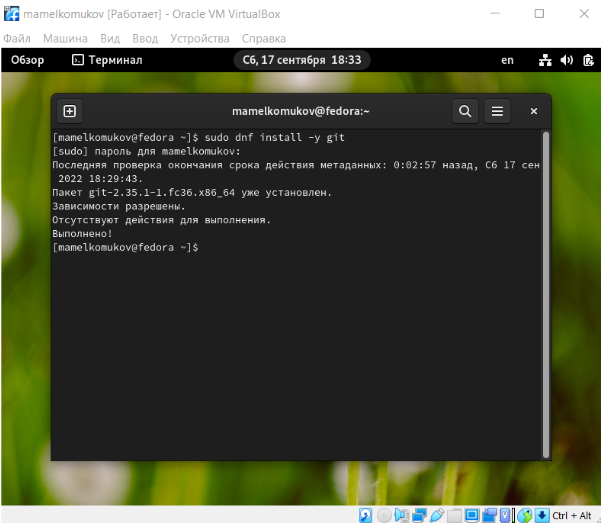 mamelkomukov [Работает] - Oracle VM VirtualBox
Файл Машина Вид Ввод Устройства Справка
Обзор Терминал Сб, 17 сентября 18:33 en
mamelkomukov@fedora:~
[mamelkomukov@fedora ~]$ sudo dnf install -y git
[sudo] пароль для mamelkomukov:
Последняя проверка окончания срока действия метаданных: 0:02:57 назад, Сб 17 сен
2022 18:29:43.
Пакет git-2.35.1-1.fc36.x86_64 уже установлен.
Зависимости разрешены.
Отсутствуют действия для выполнения.
Выполнено!
[mamelkomukov@fedora ~]$
Ctrl + Alt